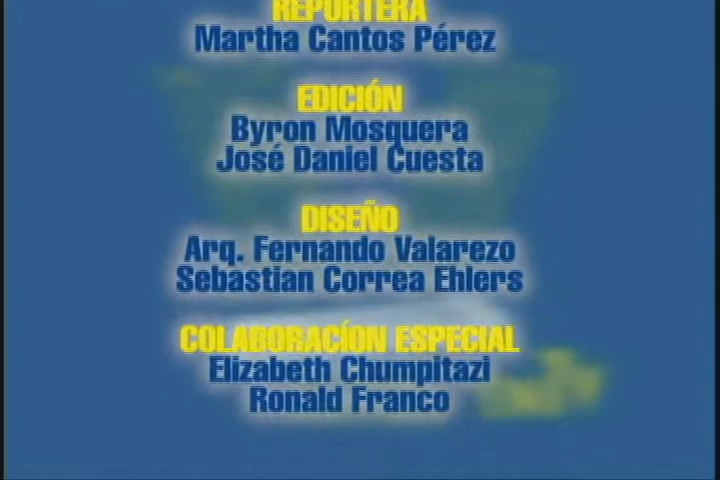 REPORTERA
Martha Cantos Pérez
EDICIÓN
Byron Mosquera
José Daniel Cuesta
DISEÑO
Arq. Fernando Valarezo
Sebastian Correa Ehlers
COLABORACÍON ESPECIAL
Elizabeth Chumpitazi
Ronald Franco